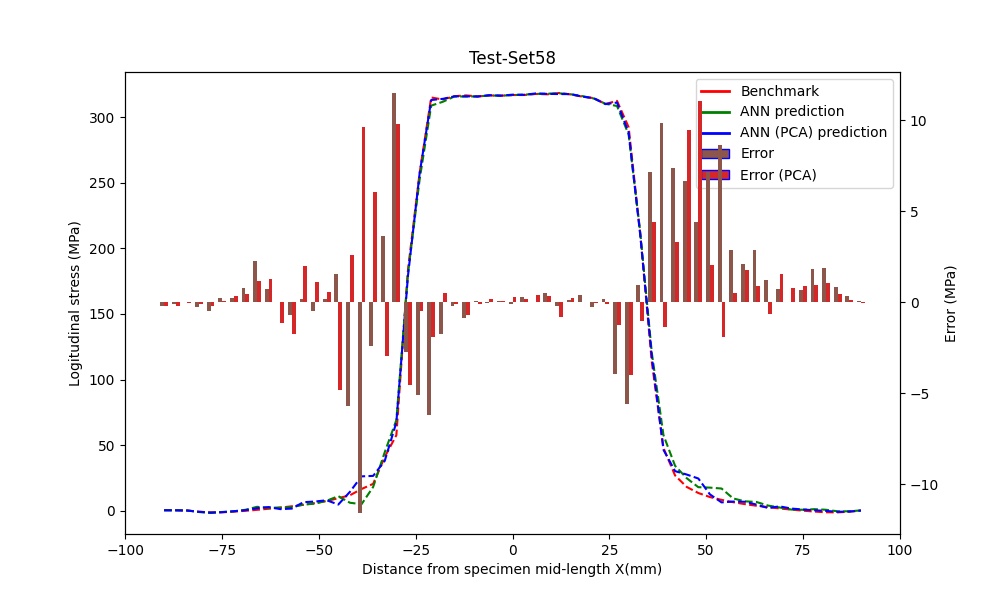 Test-Set58
Benchmark
ANN prediction
ANN (PCA) prediction
Error
Error (PCA)
Logitudinal stress (MPa)
300
250
200
150
100
50
0
10
5
0
−5
−10
Error (MPa)
−100 −75 −50 −25 0 25 50 75 100
Distance from specimen mid-length X(mm)